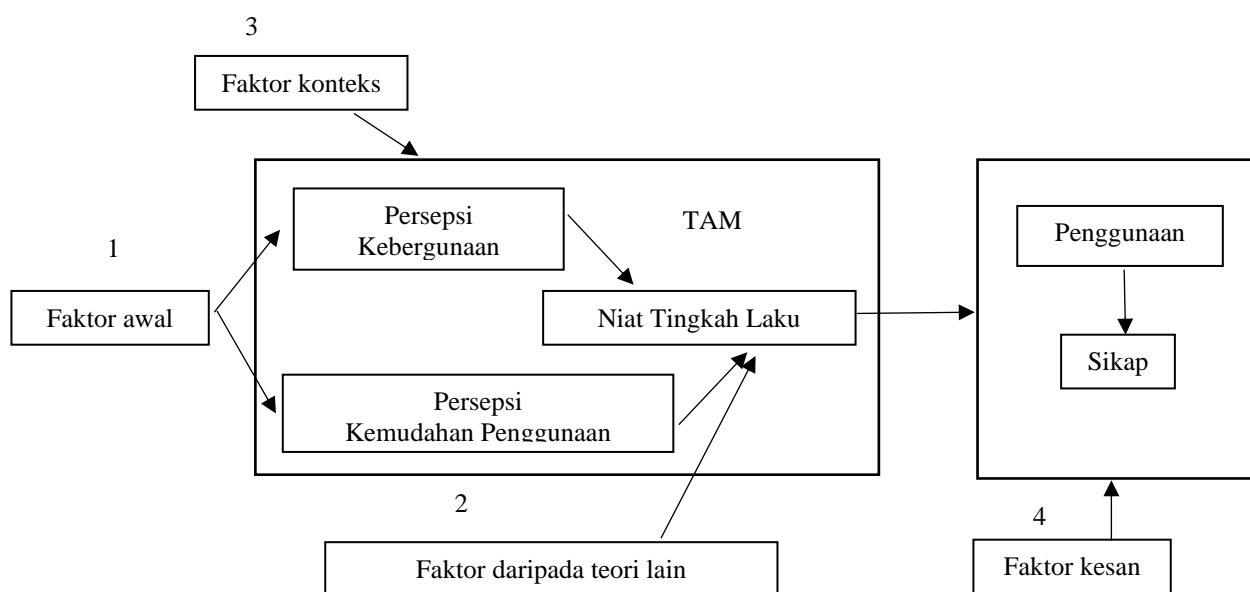 3
Faktor konteks
Persepsi
Kebergunaan
TAM
Penggunaan
1
Faktor awal
Niat Tingkah Laku
Sikap
Persepsi
Kemudahan Penggunaan
2
4
Faktor daripada teori lain
Faktor kesan